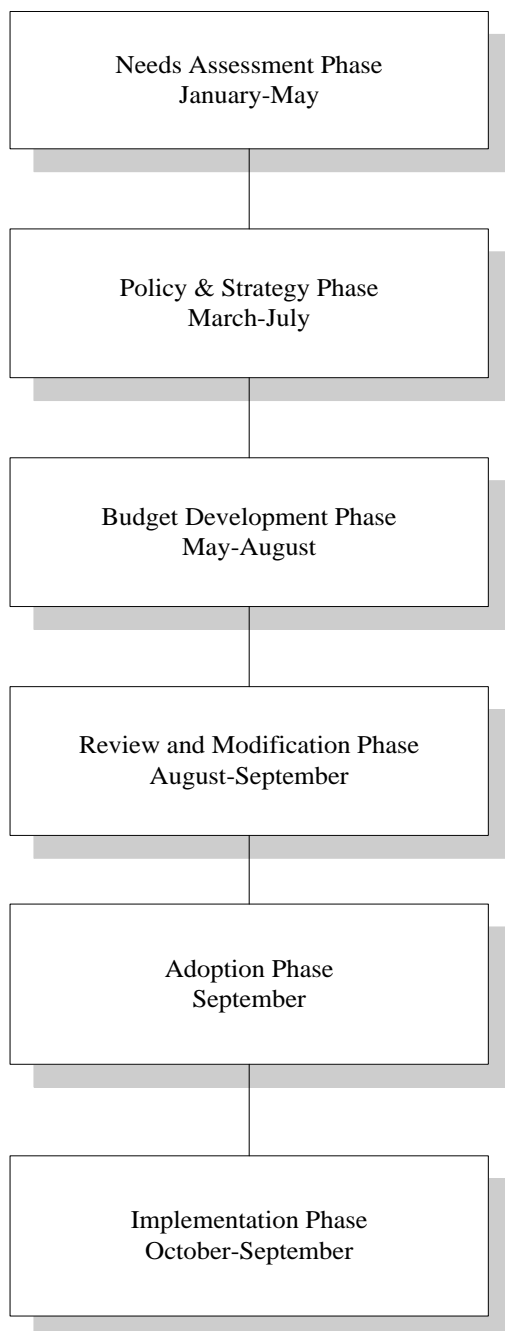 Needs Assessment Phase
January-May
Policy & Strategy Phase
March-July
Budget Development Phase
May-August
Review and Modification Phase
August-September
Adoption Phase
September
Implementation Phase
October-September